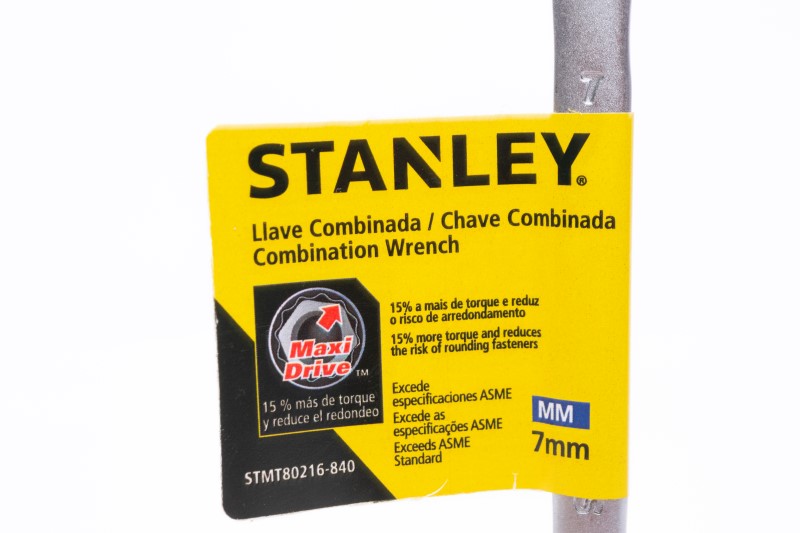 7
STANLEY®
Llave Combinada / Chave Combinada
Combination Wrench
Maxi
Drive™
15 % más de torque
y reduce el redondeo
15% a mais de torque e reduz
o risco de arredondamento
15% more torque and reduces
the risk of rounding fasteners
Excede
especificaciones ASME
Excede as
especificações ASME
Exceeds ASME
Standard
MM
7mm
STMT80216-840